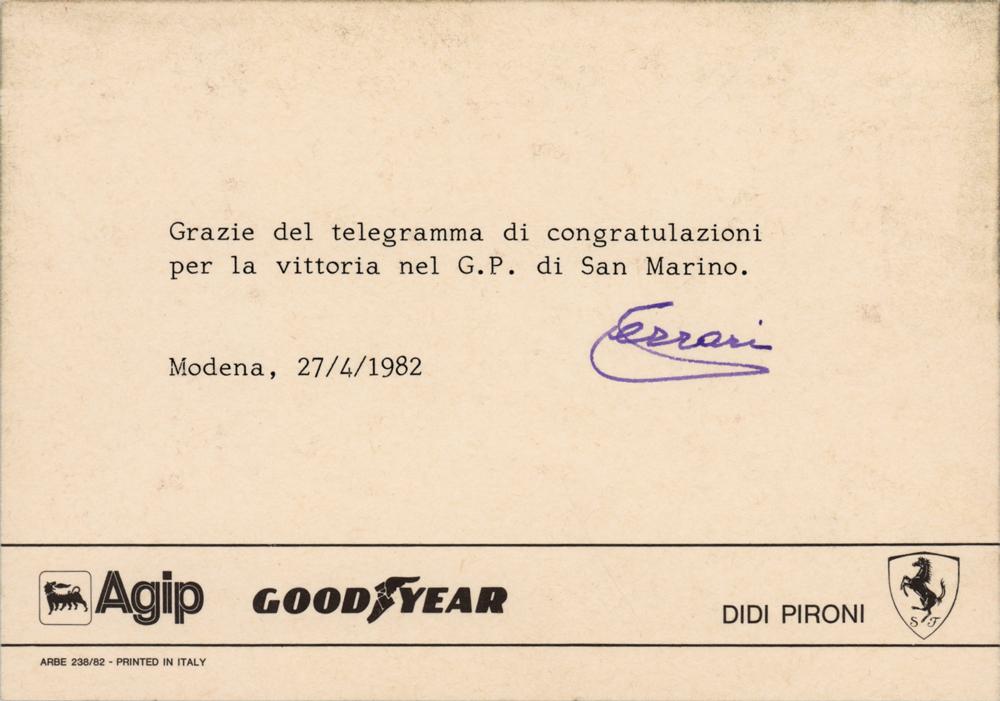 Grazie del telegramma di congratulazioni
per la vittoria nel G.P. di San Marino.
Ferrari
Modena, 27/4/1982
Agip GOODYEAR DIDI PIRONI S F
ARBE 238/82 - PRINTED IN ITALY